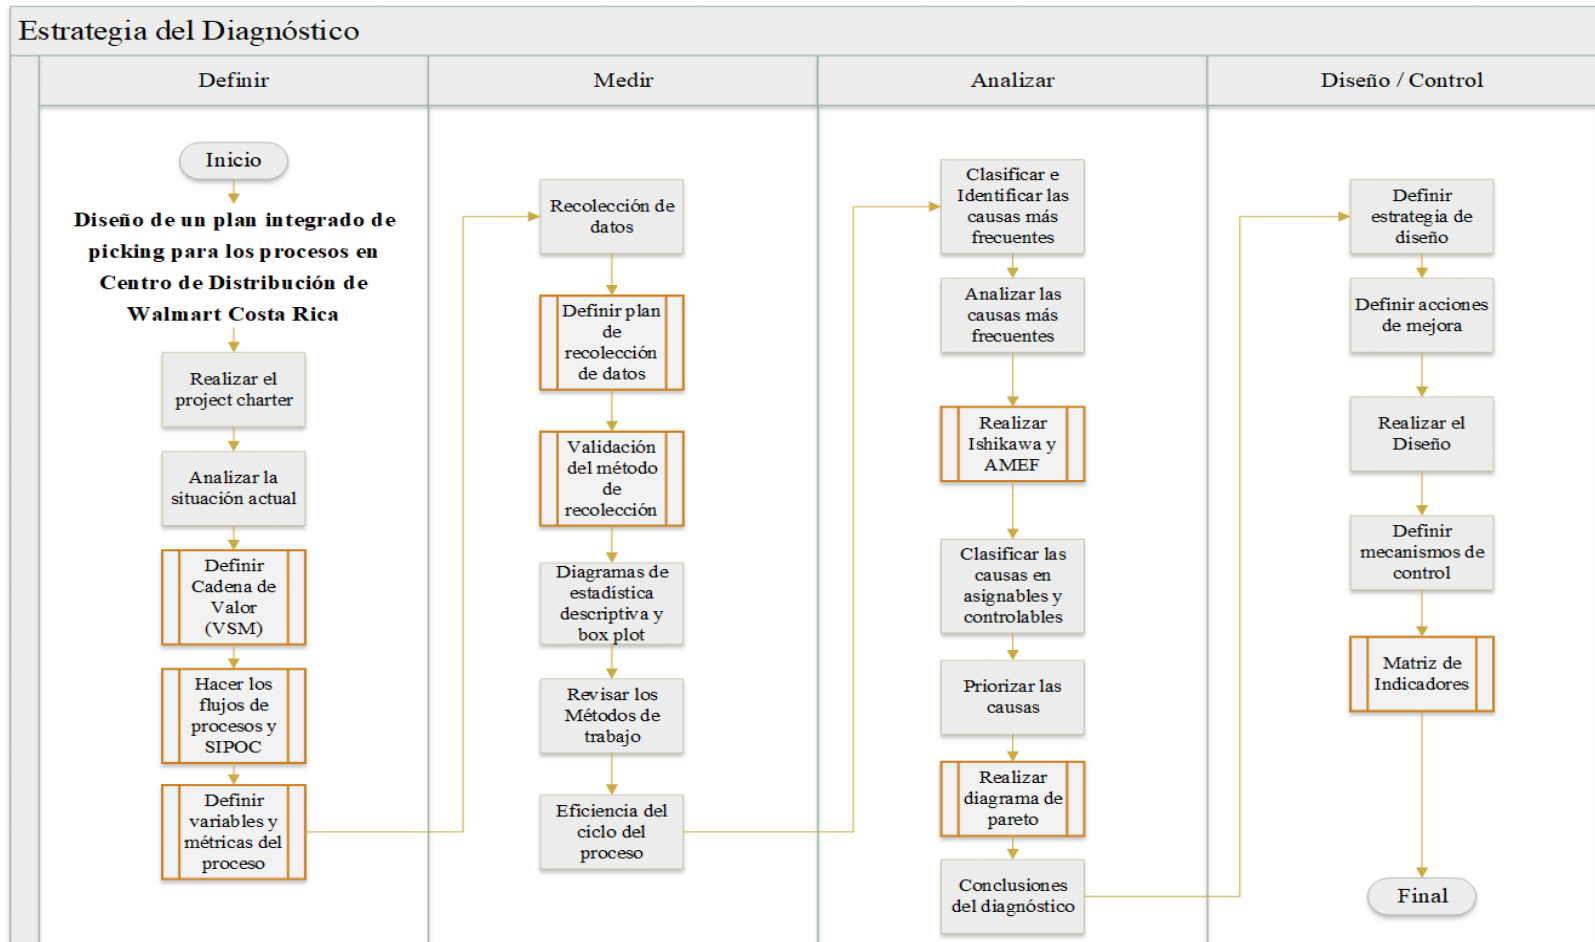 Estrategia del Diagnóstico
Definir
Medir
Analizar
Diseño / Control
Inicio
Diseño de un plan integrado de
picking para los procesos en
Centro de Distribución de
Walmart Costa Rica
Realizar el
project charter
Analizar la
situación actual
Definir
Cadena de
Valor
(VSM)
Hacer los
flujos de
procesos y
SIPOC
Definir
variables y
métricas del
proceso
Recolección de
datos
Definir plan
de
recolección
de datos
Validación
del método
de
recolección
Diagramas de
estadística
descriptiva y
box plot
Revisar los
Métodos de
trabajo
Eficiencia del
ciclo del
proceso
Clasificar e
Identificar las
causas más
frecuentes
Analizar las
causas más
frecuentes
Realizar
Ishikawa y
AMEF
Clasificar las
causas en
asignables y
controlables
Priorizar las
causas
Realizar
diagrama de
pareto
Conclusiones
del diagnóstico
Definir
estrategia de
diseño
Definir acciones
de mejora
Realizar el
Diseño
Definir
mecanismos de
control
Matriz de
Indicadores
Final